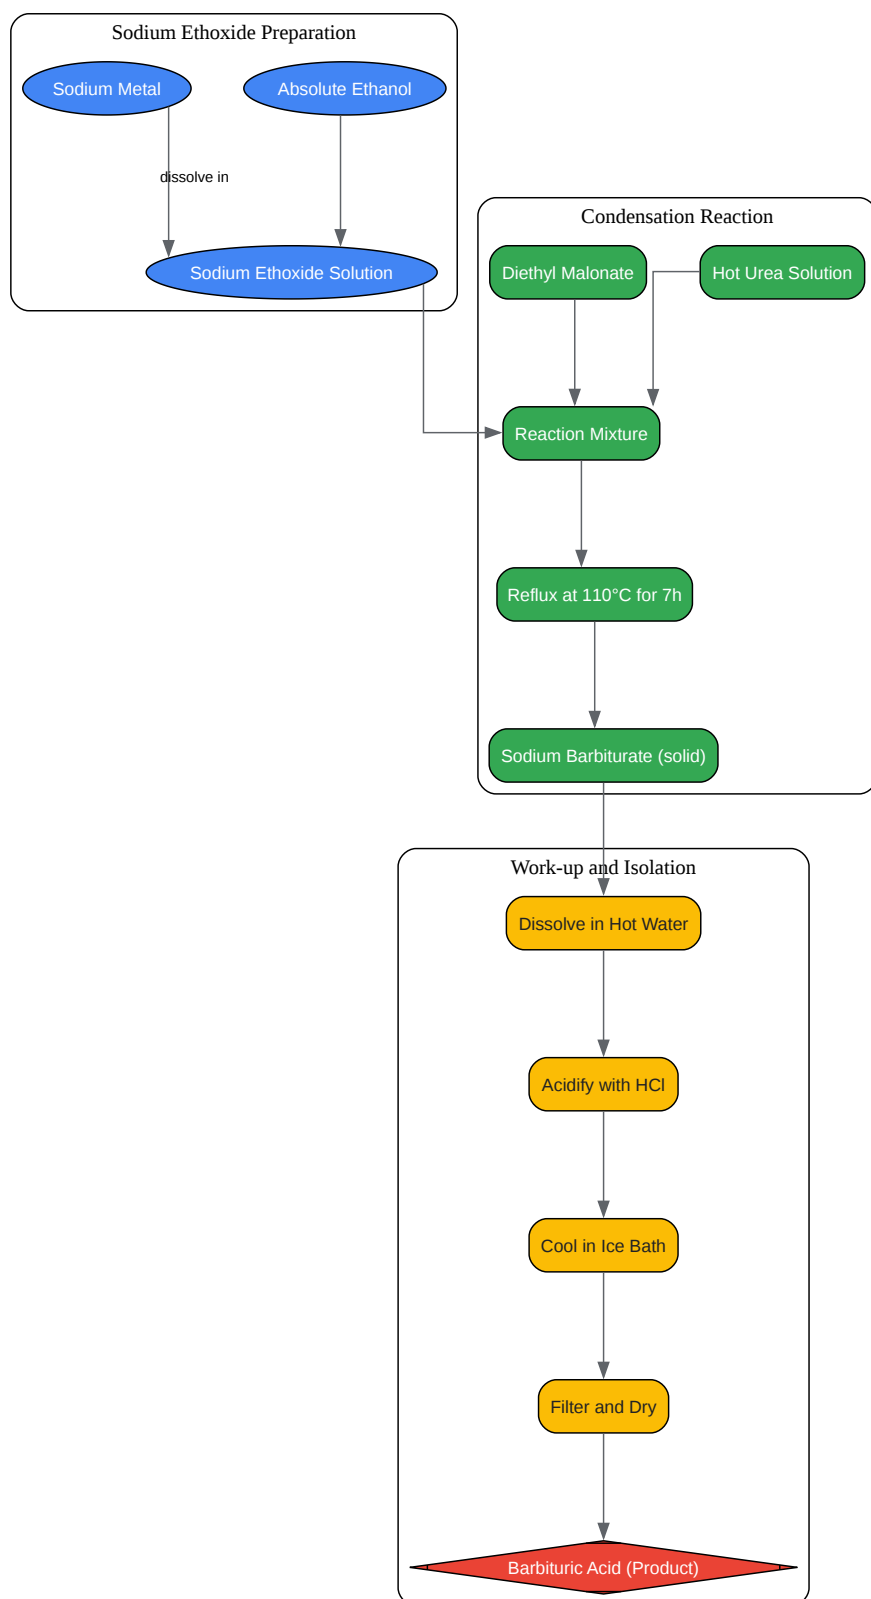 Sodium Ethoxide Preparation
Sodium Metal
Absolute Ethanol
dissolve in
Sodium Ethoxide Solution
Condensation Reaction
Diethyl Malonate
Hot Urea Solution
Reaction Mixture
Reflux at 110°C for 7h
Sodium Barbiturate (solid)
Work-up and Isolation
Dissolve in Hot Water
Acidify with HCl
Cool in Ice Bath
Filter and Dry
Barbituric Acid (Product)